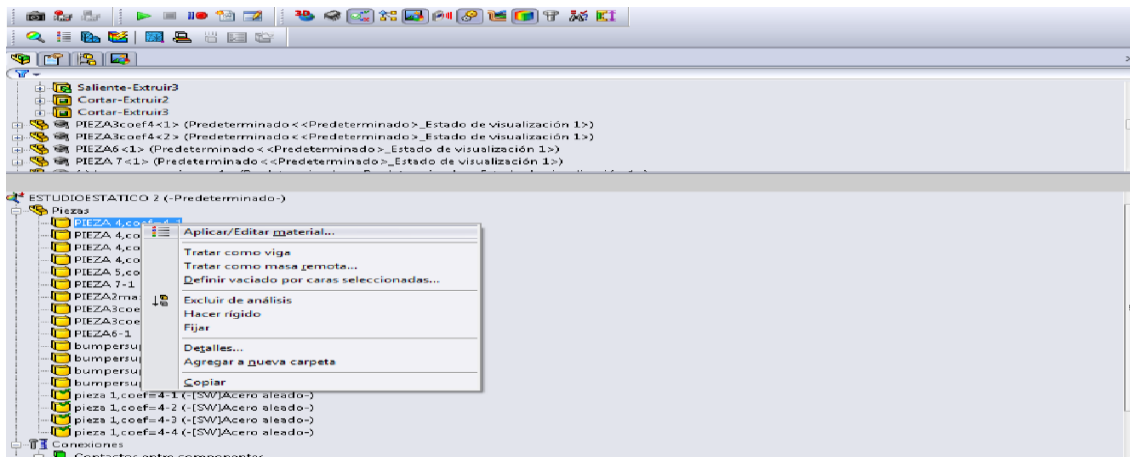 Saliente-Extruir3
Cortar-Extruir2
Cortar-Extruir3
PIEZA3coef4<1> (Predeterminado<<Predeterminado>_Estado de visualización 1>)
PIEZA3coef4<2> (Predeterminado<<Predeterminado>_Estado de visualización 1>)
PIEZA6<1> (Predeterminado<<Predeterminado>_Estado de visualización 1>)
PIEZA 7<1> (Predeterminado<<Predeterminado>_Estado de visualización 1>)
ESTUDIOESTATICO 2 (-Predeterminado-)
Piezas
PIEZA 4,coef=4-1
PIEZA 4,co
PIEZA 4,co
PIEZA 4,co
PIEZA 5,co
PIEZA 7-1
PIEZA2ma
PIEZA3coe
PIEZA3coe
PIEZA6-1
bumpersu
bumpersu
bumpersu
bumpersu
Aplicar/Editar material...
Tratar como viga
Tratar como masa remota...
Definir vaciado por caras seleccionadas...
Excluir de análisis
Hacer rígido
Fijar
Detalles...
Agregar a nueva carpeta
Copiar
pieza 1,coef=4-1 (-[SW]Acero aleado-)
pieza 1,coef=4-2 (-[SW]Acero aleado-)
pieza 1,coef=4-3 (-[SW]Acero aleado-)
pieza 1,coef=4-4 (-[SW]Acero aleado-)
Conexiones
Contactos entre componentes